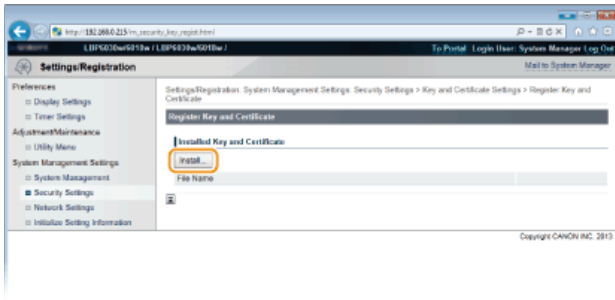 http://192.168.0.215/m_security_key_regist.html
LBP6030w/6018w / LBP6030w/6018w /
To Portal Login User: System Manager Log Out
Settings/Registration
Mail to System Manager
Preferences
Settings/Registration: System Management Settings: Security Settings > Key and Certificate Settings > Register Key and
Certificate
Display Settings
Timer Settings
Register Key and Certificate
Adjustment/Maintenance
Utility Menu
Installed Key and Certificate
System Management Settings
Install...
System Management
File Name
Security Settings
Network Settings
Initialize Setting Information
Copyright CANON INC. 2013